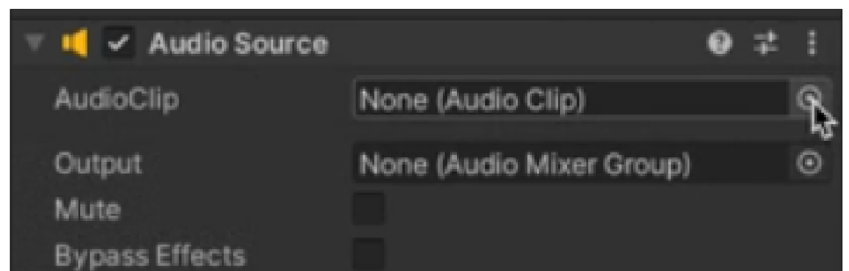 Audio Source
AudioClip None (Audio Clip)
Output None (Audio Mixer Group)
Mute
Bypass Effects